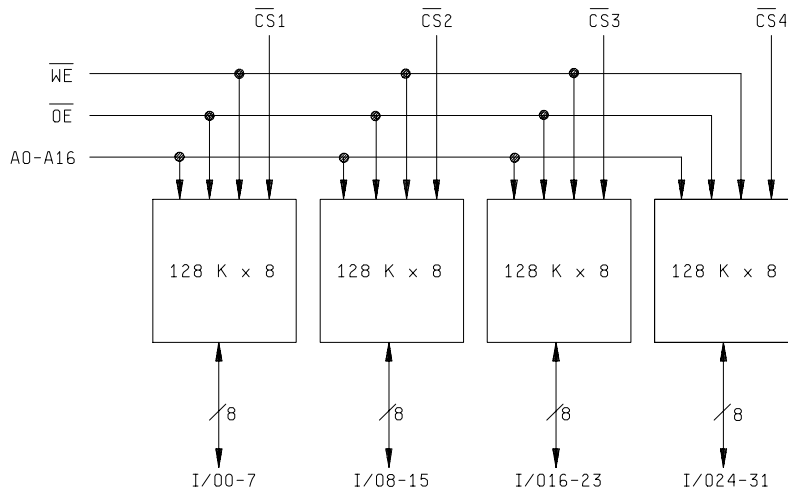 CS1 CS2 CS3 CS4
WE
OE
A0-A16
128 K x 8 128 K x 8 128 K x 8 128 K x 8
8 8 8 8
I/O0-7 I/O8-15 I/O16-23 I/O24-31